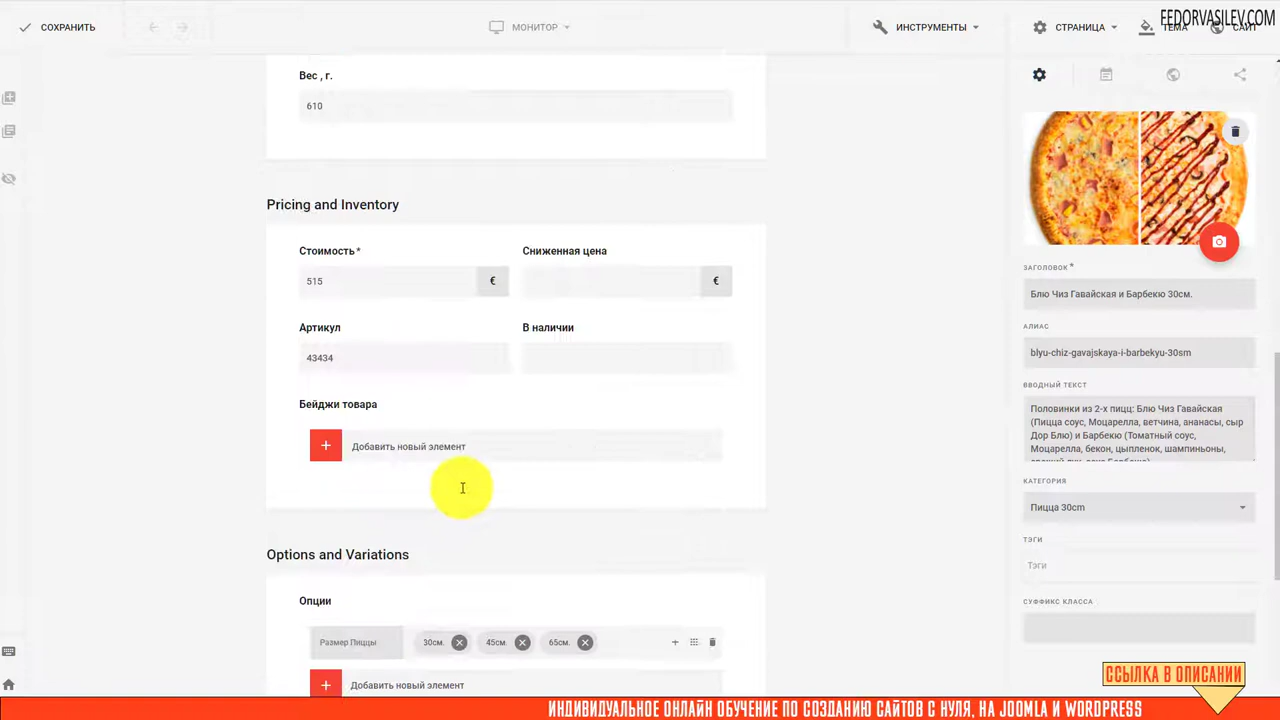 FEDORVASILEV.COM
СОХРАНИТЬ
МОНИТОР
ИНСТРУМЕНТЫ
СТРАНИЦА
ТЕМА
САЙТ
Вес , г.
610
Pricing and Inventory
Стоимость *
Сниженная цена
515 €
€
Артикул
В наличии
43434
Бейджи товара
+ Добавить новый элемент
Options and Variations
Опции
Размер Пиццы 30см. 45см. 65см.
+ Добавить новый элемент
ЗАГОЛОВОК *
Блю Чиз Гавайская и Барбекю 30см.
АЛИАС
blyu-chiz-gavajskaya-i-barbekyu-30sm
ВВОДНЫЙ ТЕКСТ
Половинки из 2-х пицц: Блю Чиз Гавайская
(Пицца соус, Моцарелла, ветчина, ананасы, сыр
Дор Блю) и Барбекю (Томатный соус,
Моцарелла, бекон, цыпленок, шампиньоны,
КАТЕГОРИЯ
Пицца 30cm
ТЭГИ
Тэги
СУФФИКС КЛАССА
ССЫЛКА В ОПИСАНИИ
ИНДИВИДУАЛЬНОЕ ОНЛАЙН ОБУЧЕНИЕ ПО СОЗДАНИЮ САЙТОВ С НУЛЯ, НА JOOMLA И WORDPRESS